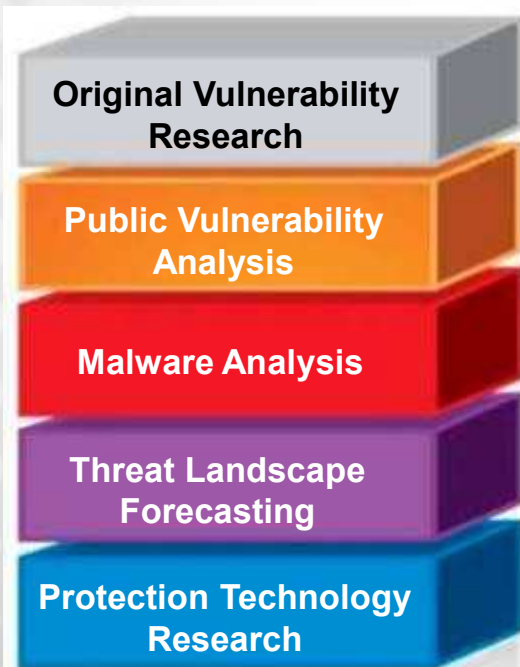 Original Vulnerability
Research
Public Vulnerability
Analysis
Malware Analysis
Threat Landscape
Forecasting
Protection Technology
Research